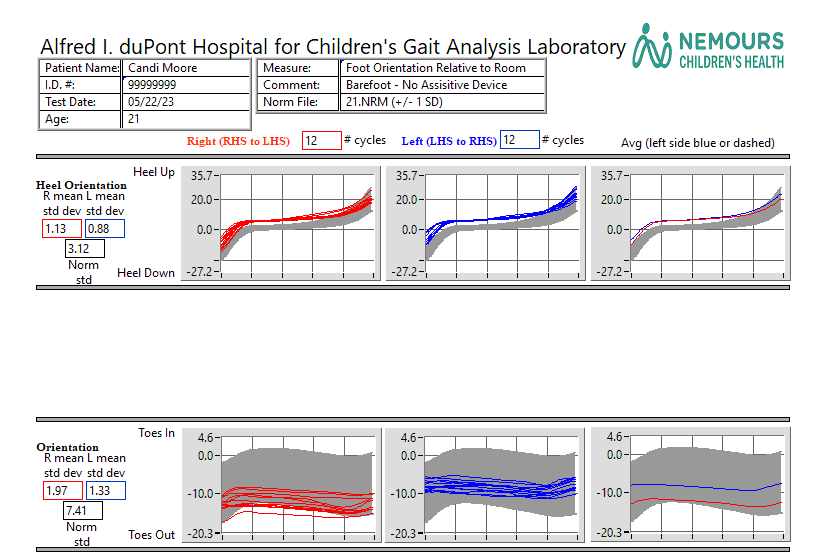 Alfred I. duPont Hospital for Children's Gait Analysis Laboratory
NEMOURS
CHILDREN'S HEALTH
Patient Name: Candi Moore
I.D. #: 99999999
Test Date: 05/22/23
Age: 21
Measure: Foot Orientation Relative to Room
Comment: Barefoot - No Assisitive Device
Norm File: 21.NRM (+/- 1 SD)
Right (RHS to LHS) 12 # cycles Left (LHS to RHS) 12 # cycles Avg (left side blue or dashed)
Heel Up
Heel Orientation
R mean L mean
std dev std dev
1.13 0.88
3.12
Norm
std
Heel Down
35.7
20.0
0.0
-27.2
35.7
20.0
0.0
-27.2
35.7
20.0
0.0
-27.2
Toes In
Orientation
R mean L mean
std dev std dev
1.97 1.33
7.41
Norm
std
Toes Out
4.6
0.0
-10.0
-20.3
4.6
0.0
-10.0
-20.3
4.6
0.0
-10.0
-20.3